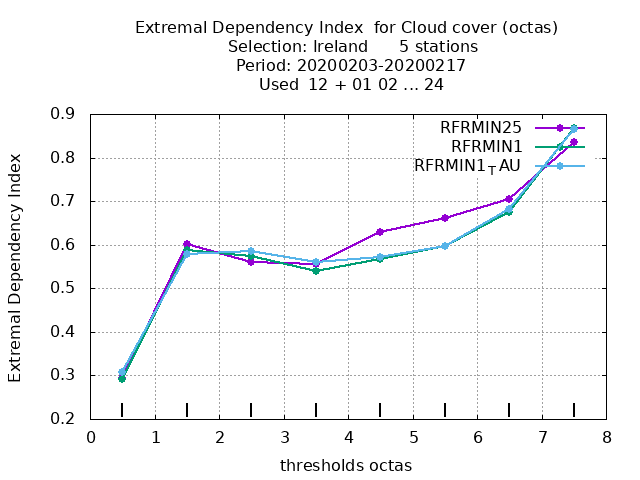 Extremal Dependency Index  for Cloud cover (octas)
Selection: Ireland      5 stations
Period: 20200203-20200217
Used  12 + 01 02 ... 24
RFRMIN25
RFRMIN1
RFRMIN1_TAU
Extremal Dependency Index
0.9
0.8
0.7
0.6
0.5
0.4
0.3
0.2
0 1 2 3 4 5 6 7 8
thresholds octas